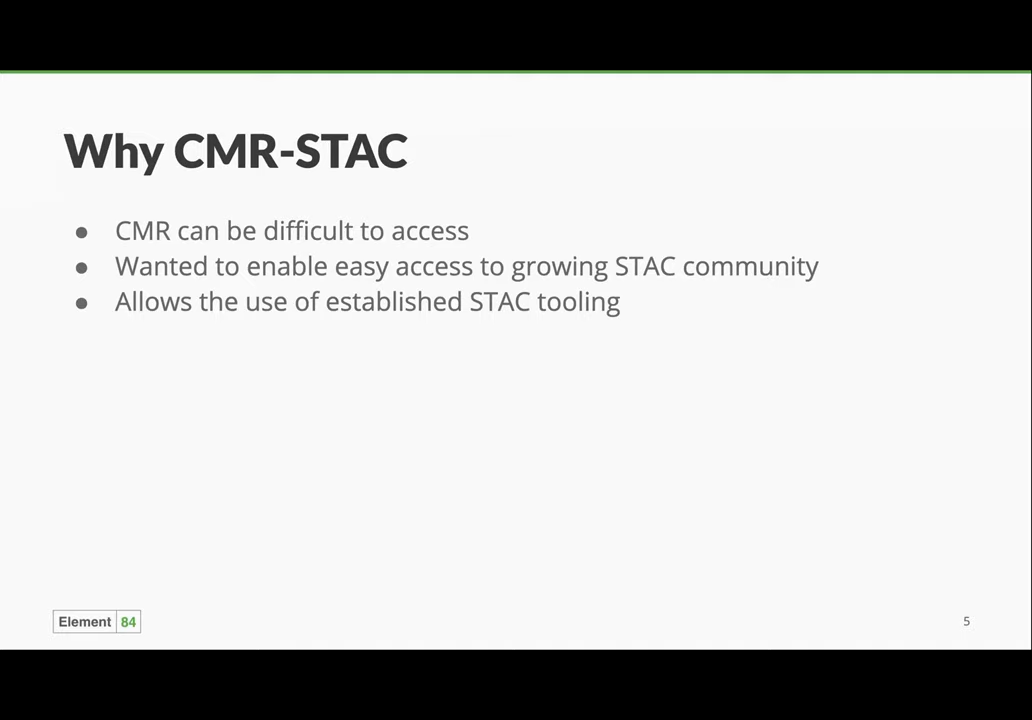 Why CMR-STAC
● CMR can be difficult to access
● Wanted to enable easy access to growing STAC community
● Allows the use of established STAC tooling
Element 84
5